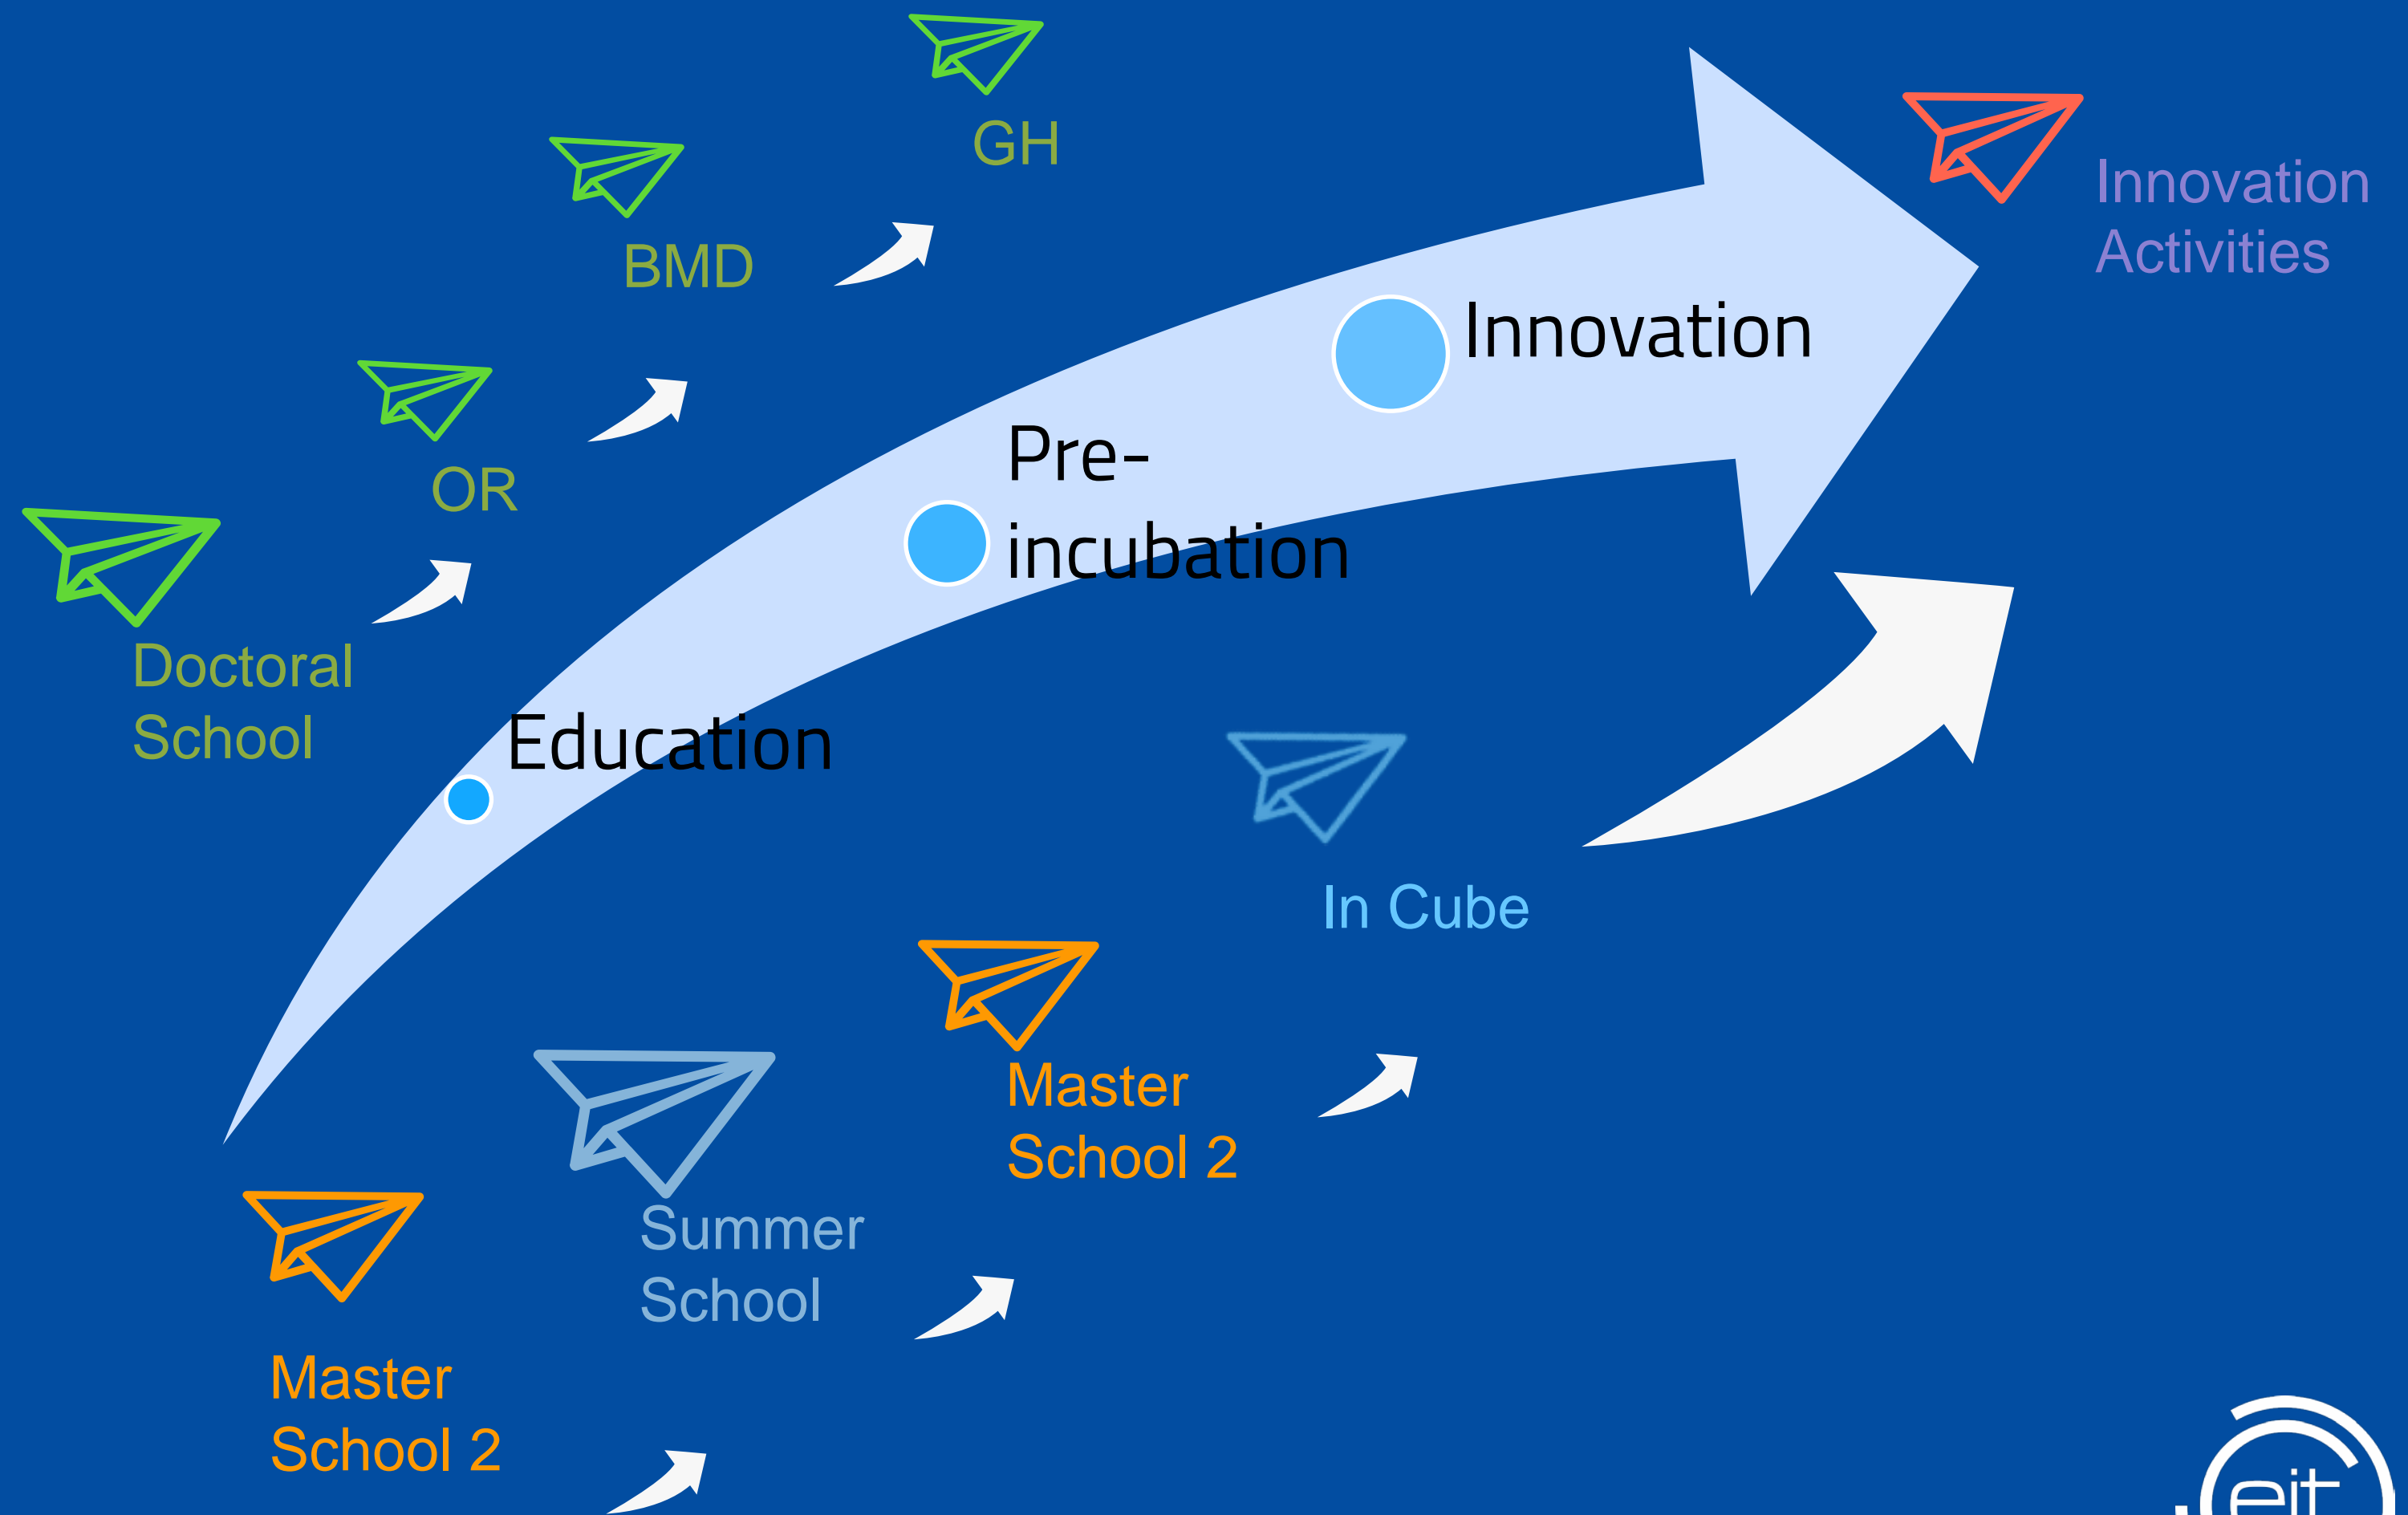 GH
BMD
Innovation
Activities
Innovation
OR
Pre-
incubation
Doctoral
School
Education
In Cube
Master
School 2
Summer
School
Master
School 2
eit